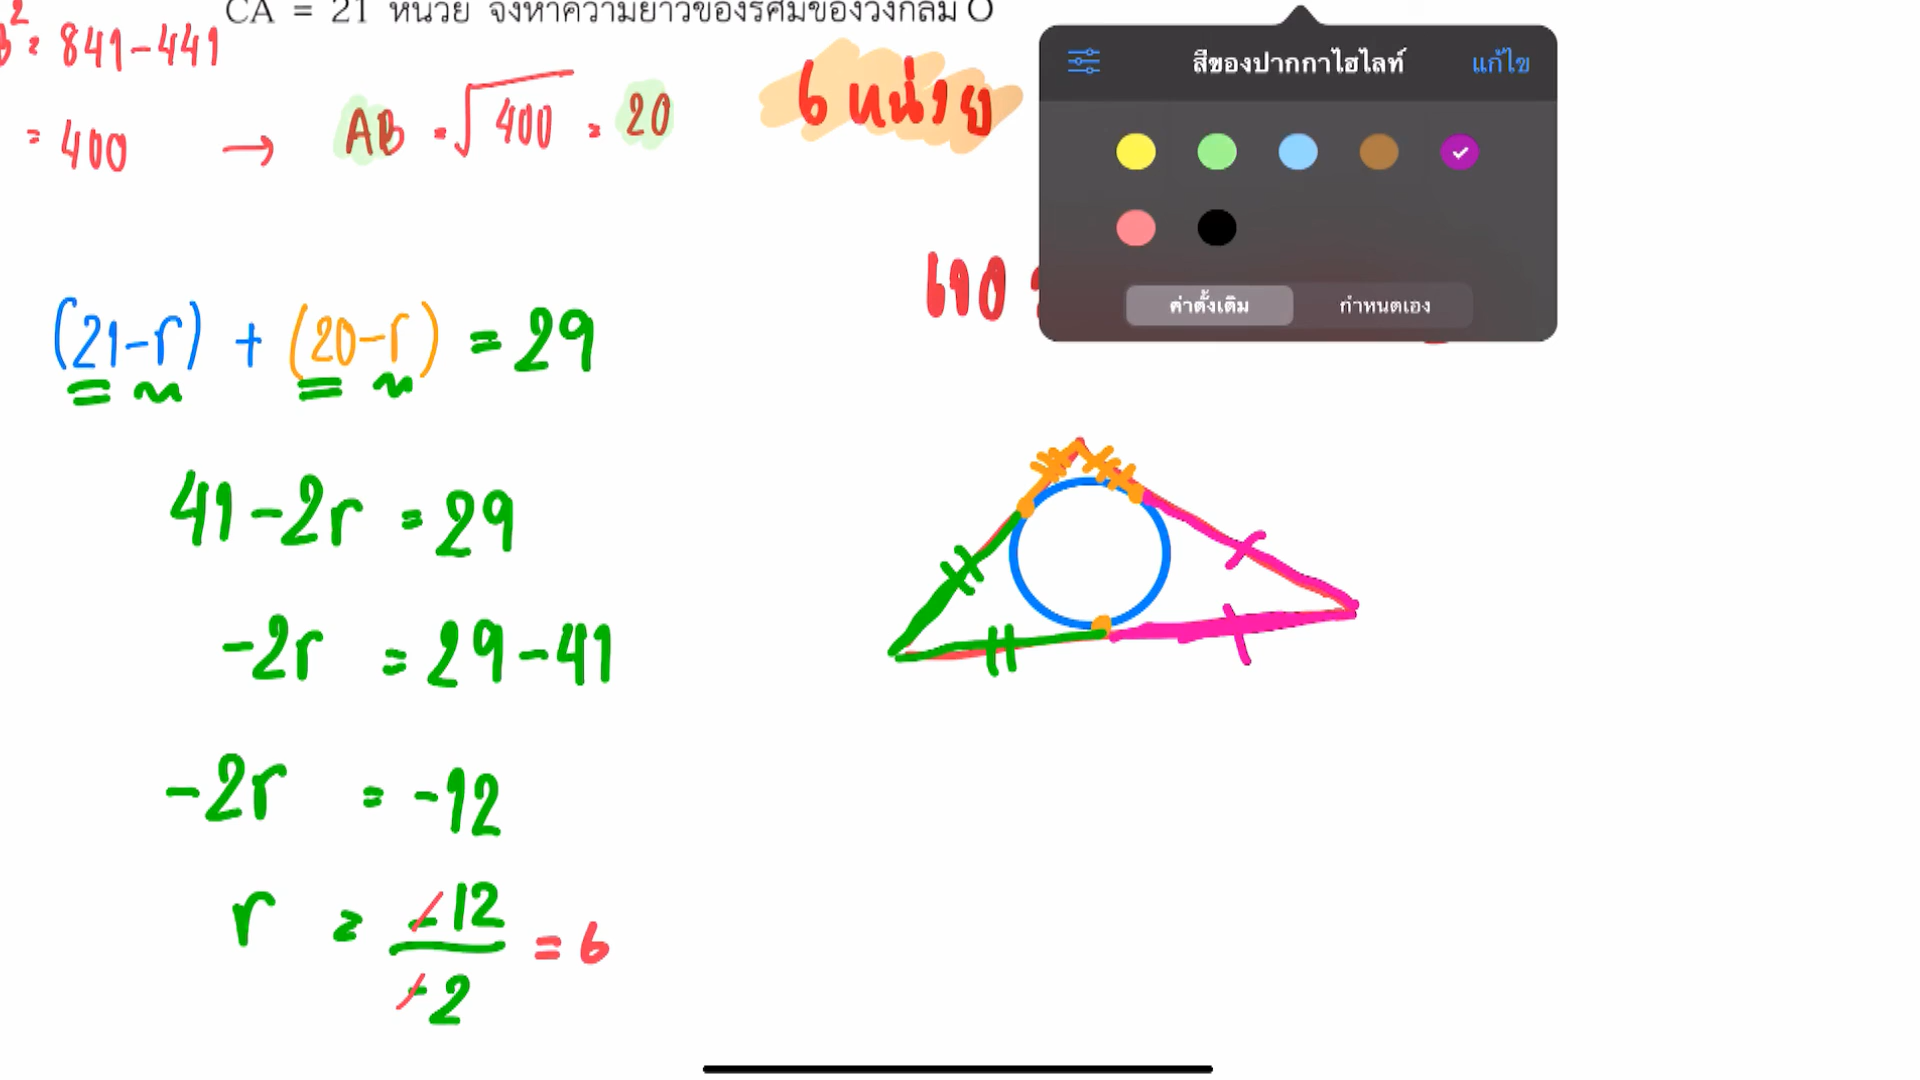 CA = 21 หน่วย จงหาความยาวของรัศมีของวงกลม O
² = 841-441
= 400 → AB = √400 = 20
6 หน่วย
สีของปากกาไฮไลท์
แก้ไข
ค่าตั้งเดิม
กำหนดเอง
(21-r) + (20-r) = 29
41-2r = 29
-2r = 29-41
-2r = -12
r = -12/-2 = 6